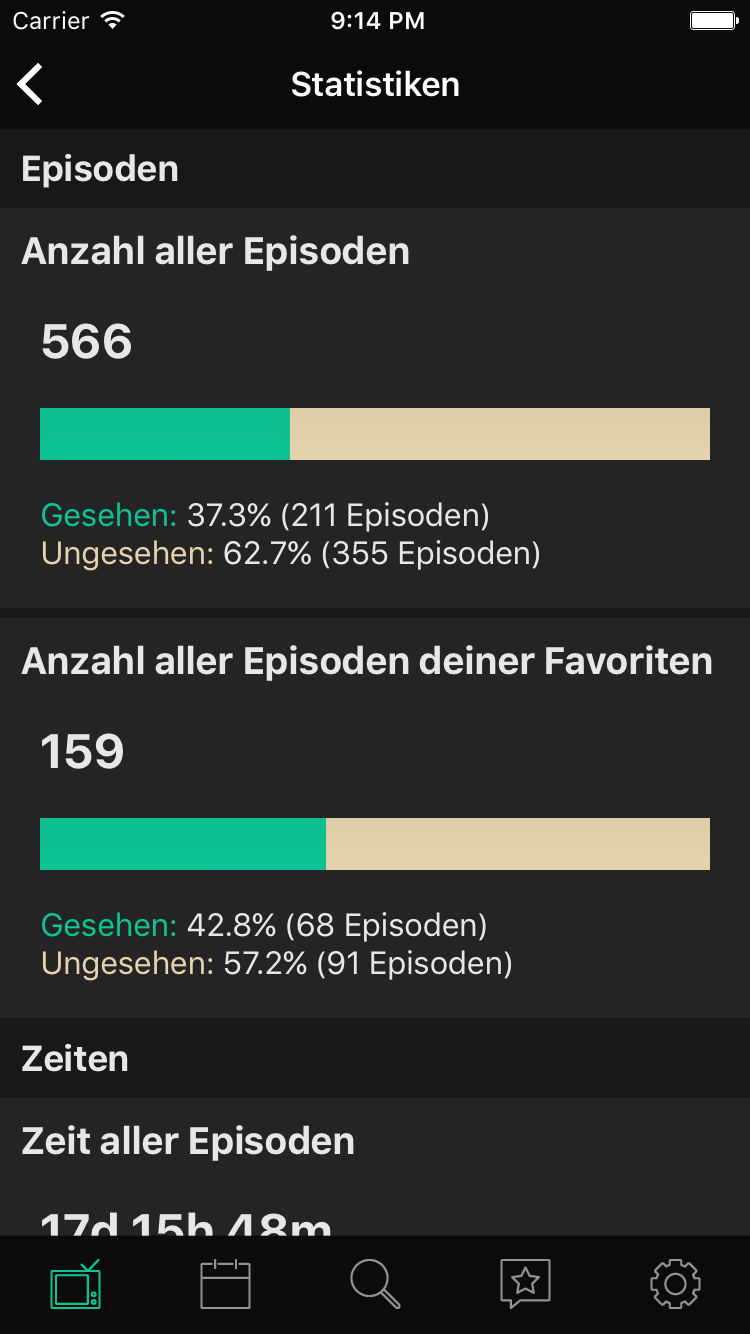 Carrier 9:14 PM
Statistiken
Episoden
Anzahl aller Episoden
566
Gesehen: 37.3% (211 Episoden)
Ungesehen: 62.7% (355 Episoden)
Anzahl aller Episoden deiner Favoriten
159
Gesehen: 42.8% (68 Episoden)
Ungesehen: 57.2% (91 Episoden)
Zeiten
Zeit aller Episoden
17d 15h 48m